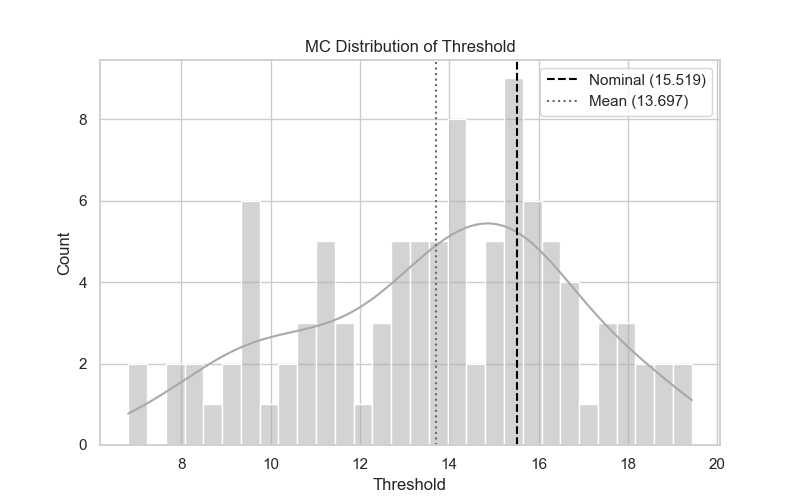 MC Distribution of Threshold
Nominal (15.519)
Mean (13.697)
Count
8
6
4
2
0
8 10 12 14 16 18 20
Threshold